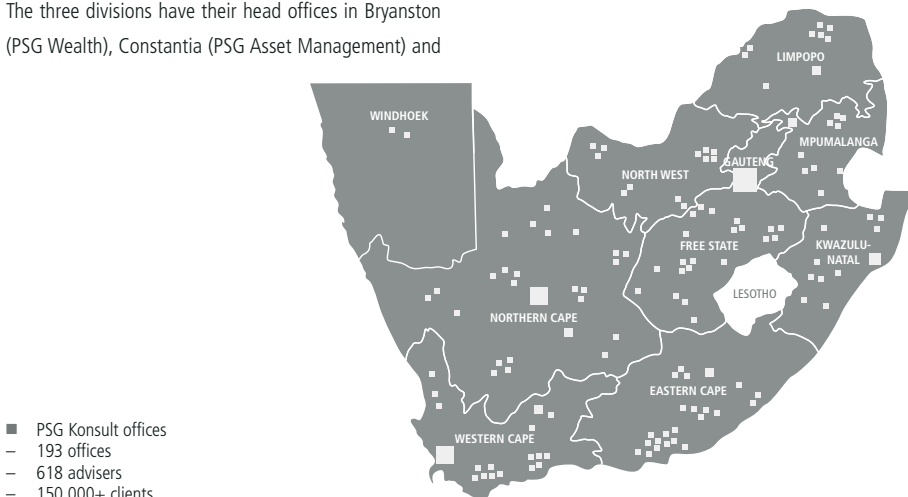 The three divisions have their head offices in Bryanston
(PSG Wealth), Constantia (PSG Asset Management) and
LIMPOPO
WINDHOEK
MPUMALANGA
GAUTENG
NORTH WEST
FREE STATE
KWAZULU-
NATAL
LESOTHO
NORTHERN CAPE
EASTERN CAPE
WESTERN CAPE
■ PSG Konsult offices
– 193 offices
– 618 advisers
– 150 000+ clients